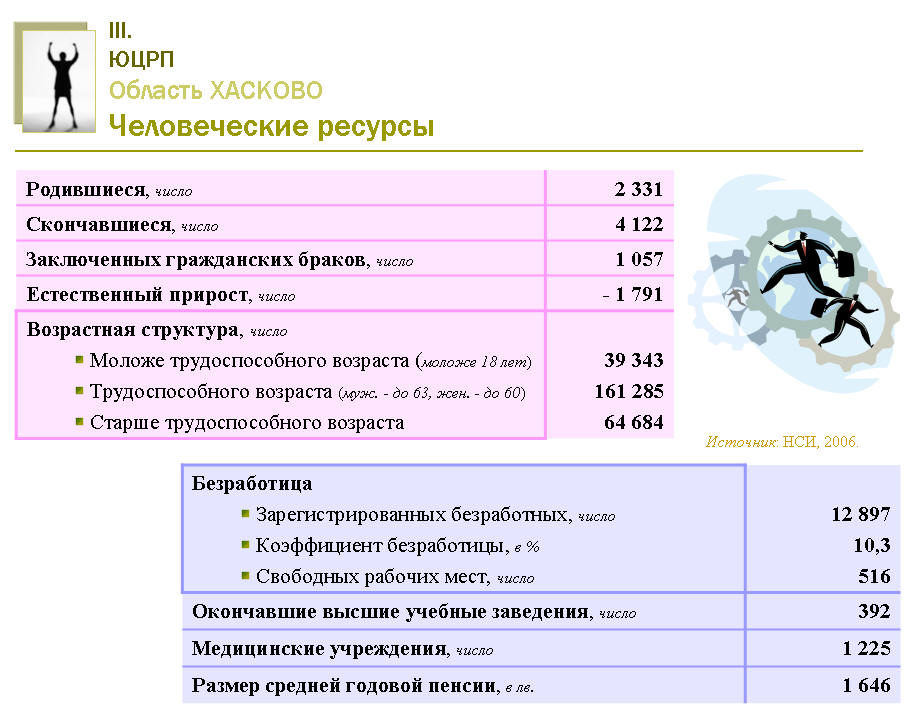 III.
ЮЦРП
Область ХАСКОВО
Человеческие ресурсы
Родившиеся, число 2 331
Скончавшиеся, число 4 122
Заключенных гражданских браков, число 1 057
Естественный прирост, число - 1 791
Возрастная структура, число
Моложе трудоспособного возраста (моложе 18 лет) 39 343
Трудоспособного возраста (муж. - до 63, жен. - до 60) 161 285
Старше трудоспособного возраста 64 684
Источник: НСИ, 2006.
Безработица
Зарегистрированных безработных, число 12 897
Коэффициент безработицы, в % 10,3
Свободных рабочих мест, число 516
Окончавшие высшие учебные заведения, число 392
Медицинские учреждения, число 1 225
Размер средней годовой пенсии, в лв. 1 646